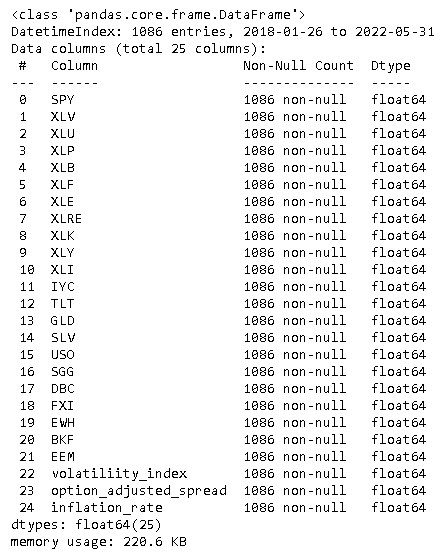 <class 'pandas.core.frame.DataFrame'>
DatetimeIndex: 1086 entries, 2018-01-26 to 2022-05-31
Data columns (total 25 columns):
 #   Column                  Non-Null Count  Dtype
---  ------                  --------------  -----
 0   SPY                     1086 non-null   float64
 1   XLV                     1086 non-null   float64
 2   XLU                     1086 non-null   float64
 3   XLP                     1086 non-null   float64
 4   XLB                     1086 non-null   float64
 5   XLF                     1086 non-null   float64
 6   XLE                     1086 non-null   float64
 7   XLRE                    1086 non-null   float64
 8   XLK                     1086 non-null   float64
 9   XLY                     1086 non-null   float64
 10  XLI                     1086 non-null   float64
 11  IYC                     1086 non-null   float64
 12  TLT                     1086 non-null   float64
 13  GLD                     1086 non-null   float64
 14  SLV                     1086 non-null   float64
 15  USO                     1086 non-null   float64
 16  SGG                     1086 non-null   float64
 17  DBC                     1086 non-null   float64
 18  FXI                     1086 non-null   float64
 19  EWH                     1086 non-null   float64
 20  BKF                     1086 non-null   float64
 21  EEM                     1086 non-null   float64
 22  volatiliity_index       1086 non-null   float64
 23  option_adjusted_spread  1086 non-null   float64
 24  inflation_rate          1086 non-null   float64
dtypes: float64(25)
memory usage: 220.6 KB